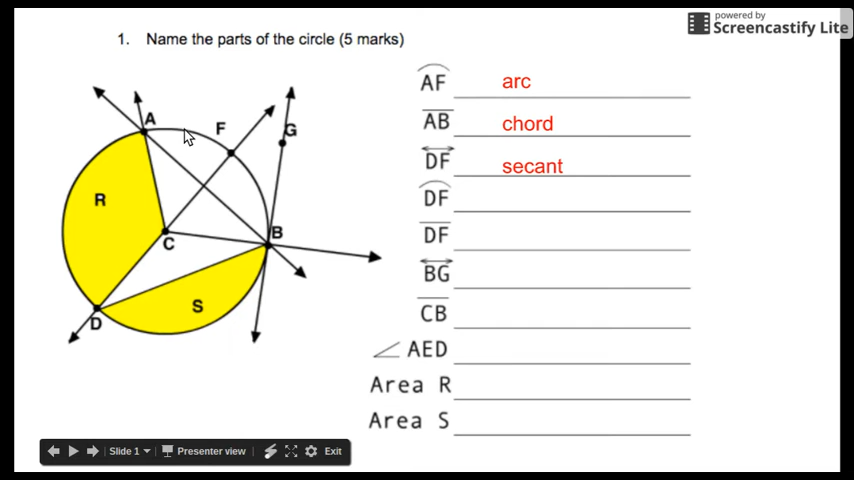 powered by
Screencastify Lite
1. Name the parts of the circle (5 marks)
AF arc
AB chord
DF secant
DF
DF
BG
CB
∠AED
Area R
Area S
A
F
G
R
B
C
S
D
Slide 1
Presenter view
Exit